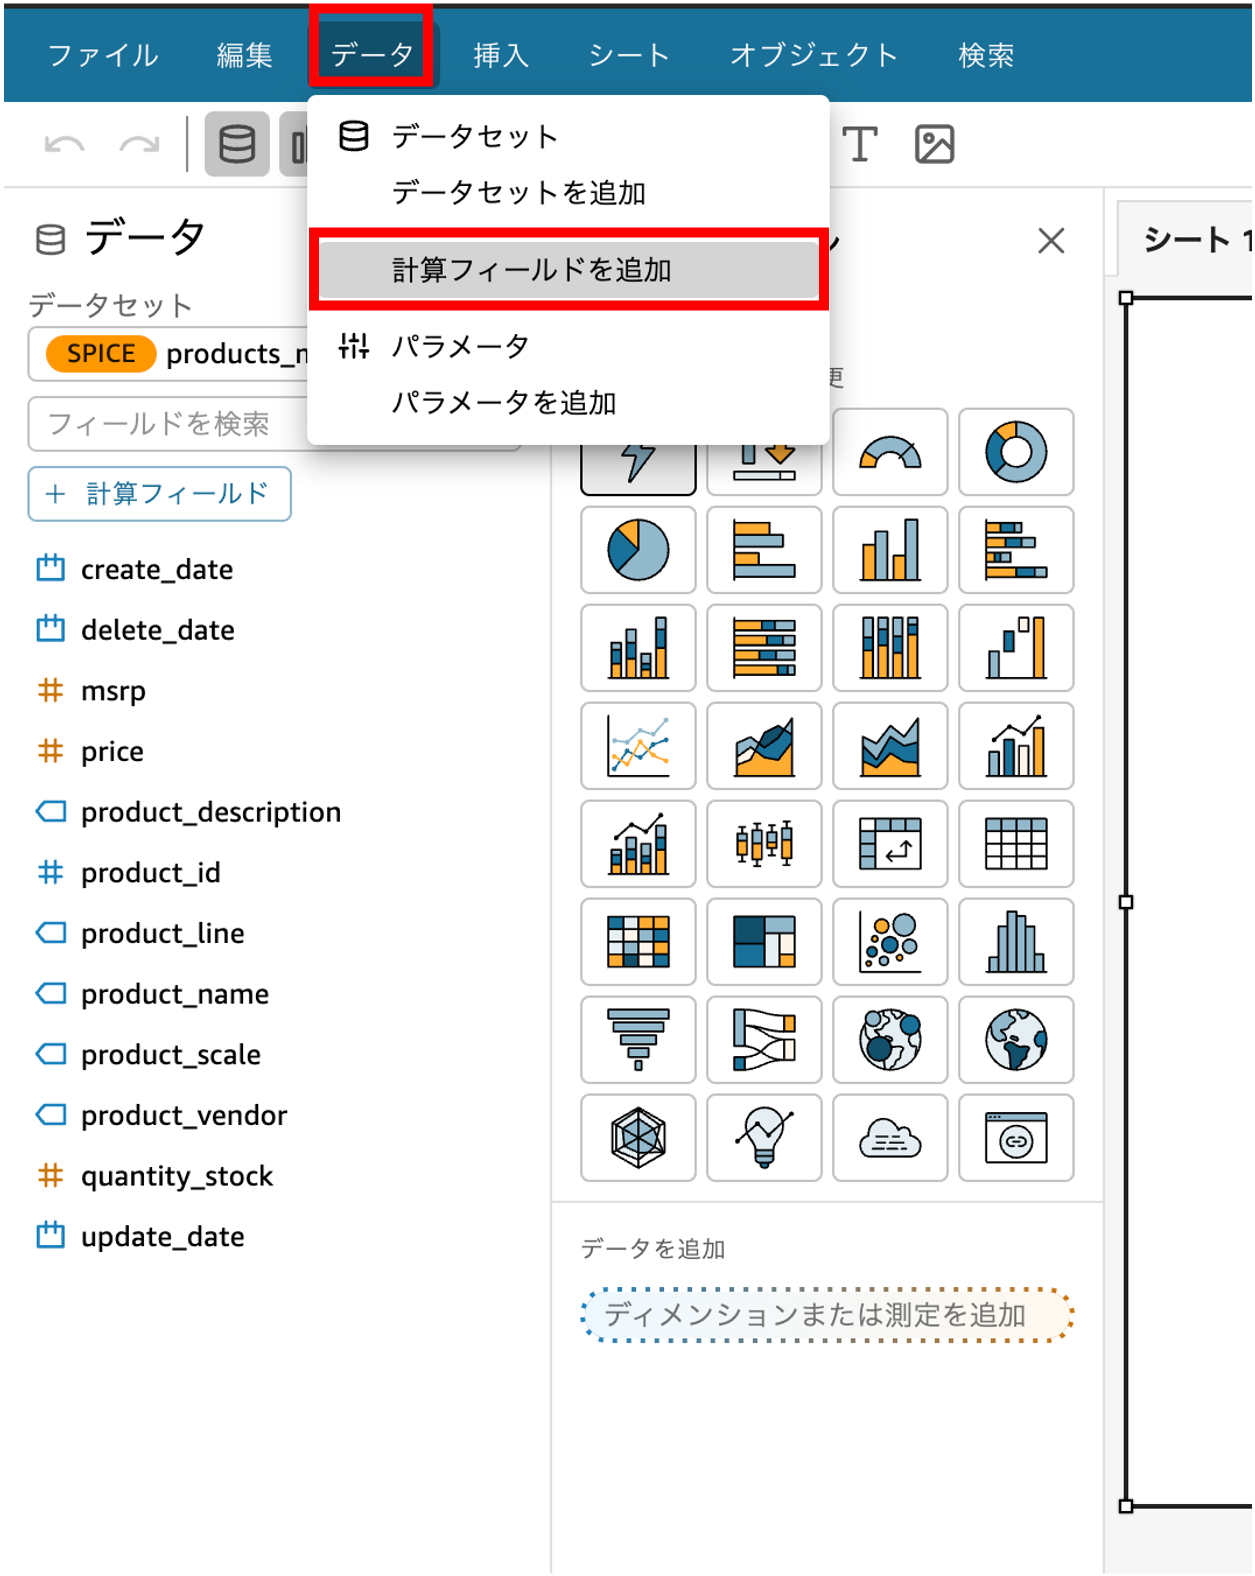 ファイル 編集 データ 挿入 シート オブジェクト 検索
データセット
データセットを追加
計算フィールドを追加
パラメータ
パラメータを追加
データ
データセット
SPICE products_
フィールドを検索
+ 計算フィールド
create_date
delete_date
msrp
price
product_description
product_id
product_line
product_name
product_scale
product_vendor
quantity_stock
update_date
更
データを追加
ディメンションまたは測定を追加
シート 1